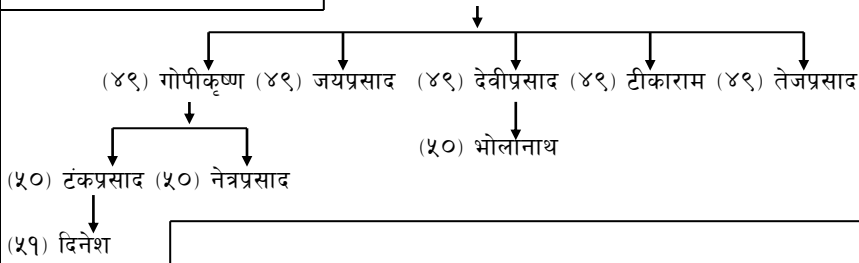 (४९) गोपीकृष्ण (४९) जयप्रसाद (४९) देवीप्रसाद (४९) टीकाराम (४९) तेजप्रसाद
(५०) भोलानाथ
(५०) टंकप्रसाद (५०) नेत्रप्रसाद
(५१) दिनेश